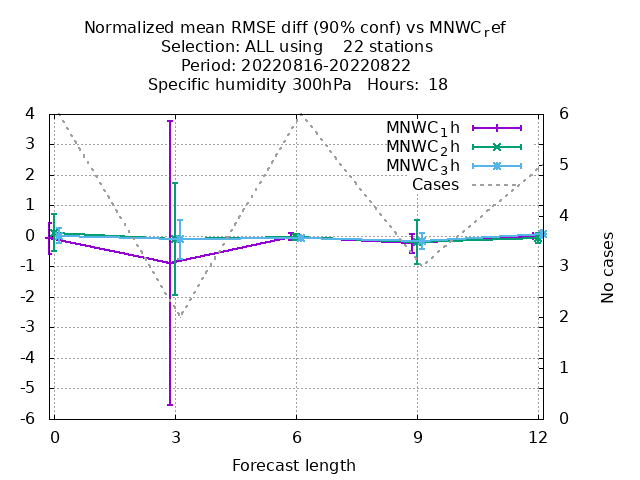 Normalized mean RMSE diff (90% conf) vs MNWC_ref
Selection: ALL using    22 stations
Period: 20220816-20220822
Specific humidity 300hPa   Hours:  18
MNWC_1h
MNWC_2h
MNWC_3h
Cases
4
3
2
1
0
-1
-2
-3
-4
-5
-6
6
5
4
3
2
1
0
No cases
0 3 6 9 12
Forecast length